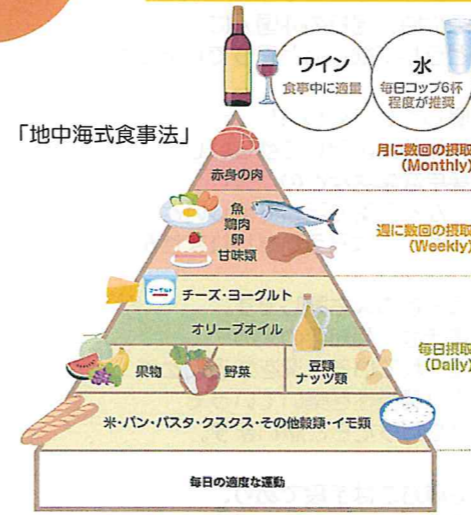 ワイン
食事中に適量
水
毎日コップ6杯
程度が推奨
「地中海式食事法」
月に数回の摂取
(Monthly)
赤身の肉
週に数回の摂取
(Weekly)
魚
鶏肉
卵
甘味類
ヨーグルト
チーズ・ヨーグルト
オリーブオイル
毎日摂取
(Daily)
果物
野菜
豆類
ナッツ類
米・パン・パスタ・クスクス・その他穀類・イモ類
毎日の適度な運動